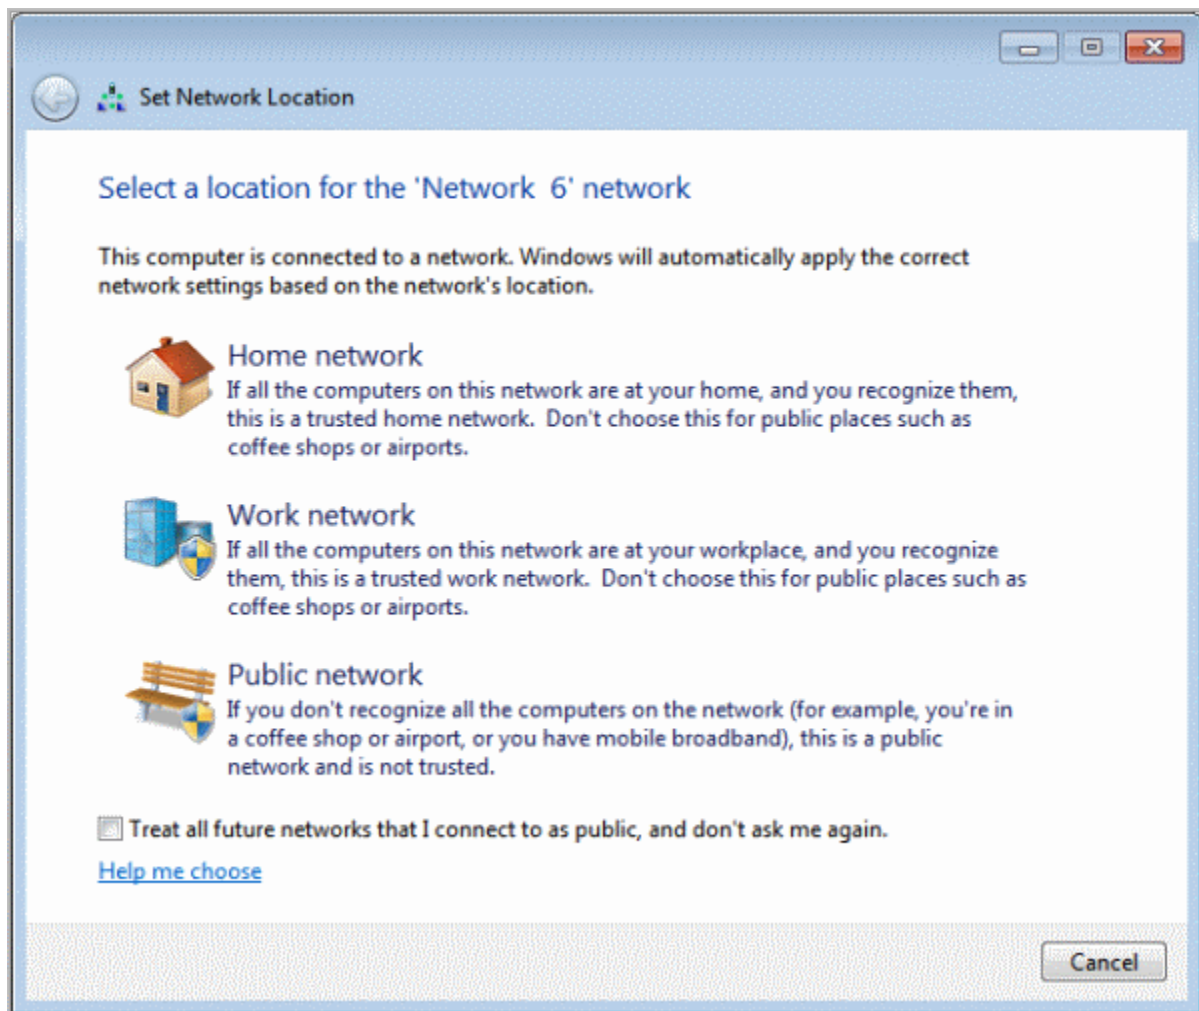 Set Network Location
Select a location for the 'Network  6' network
This computer is connected to a network. Windows will automatically apply the correct
network settings based on the network's location.
Home network
If all the computers on this network are at your home, and you recognize them,
this is a trusted home network.  Don't choose this for public places such as
coffee shops or airports.
Work network
If all the computers on this network are at your workplace, and you recognize
them, this is a trusted work network.  Don't choose this for public places such as
coffee shops or airports.
Public network
If you don't recognize all the computers on the network (for example, you're in
a coffee shop or airport, or you have mobile broadband), this is a public
network and is not trusted.
Treat all future networks that I connect to as public, and don't ask me again.
Help me choose
Cancel